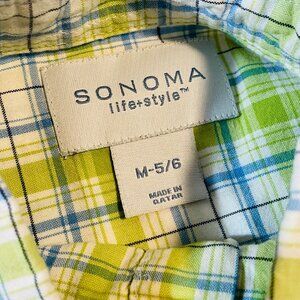 SONOMA
life+style™
M-5/6
MADE IN
QATAR